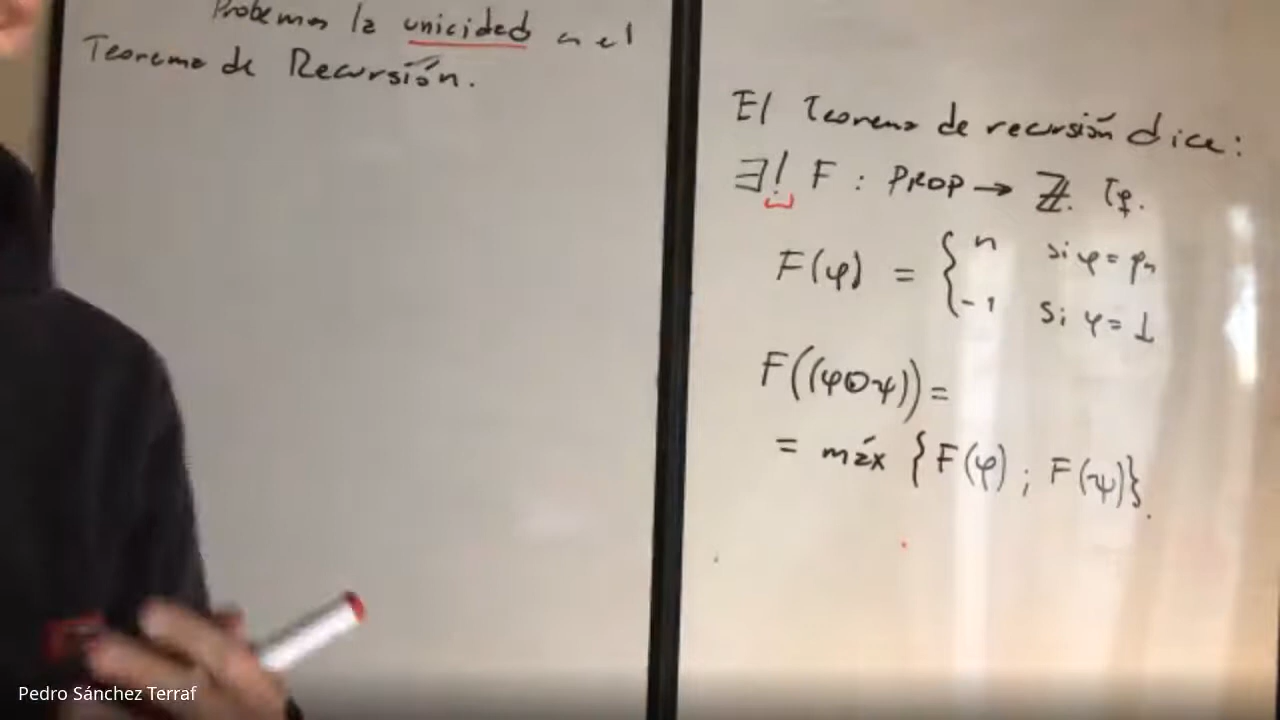 Probemos la unicidad en el
Teorema de Recursión.
El Teorema de recursión dice:
∃! F : PROP → ℤ. Tq.
F(φ) = { n si φ = pn
-1 si φ = ⊥
F((φ⊙ψ)) =
= máx {F(φ) ; F(ψ)}.
Pedro Sánchez Terraf